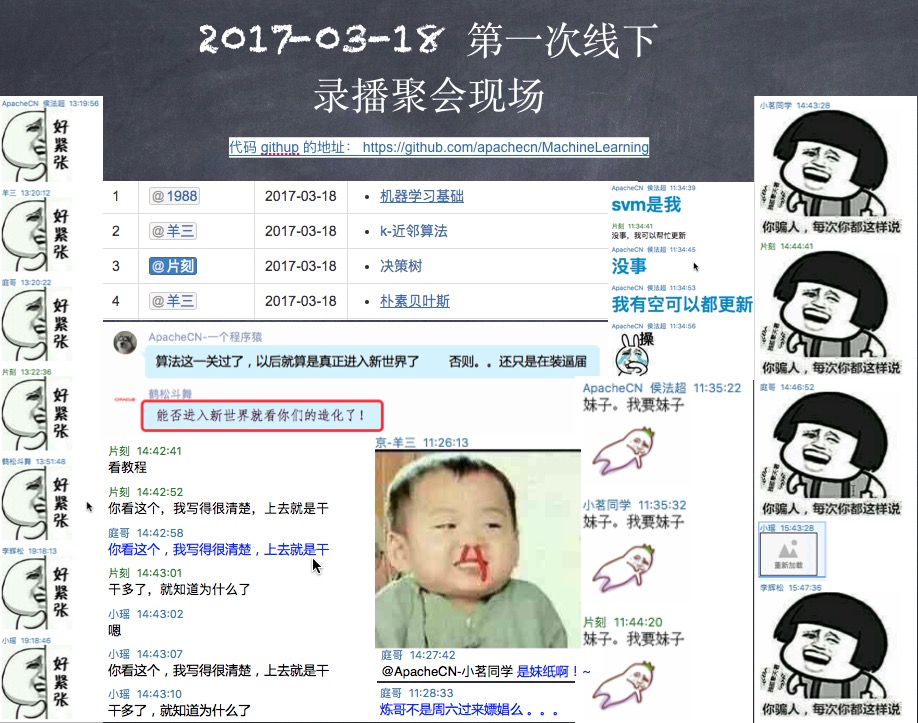 2017-03-18 第一次线下
录播聚会现场
代码 githup 的地址： https://github.com/apachecn/MachineLearning
ApacheCN 侯法超 13:19:56
好紧张
羊三 13:20:12
好紧张
庭哥 13:20:22
好紧张
片刻 13:22:36
好紧张
鹤松斗舞 13:51:48
好紧张
李辉松 19:18:13
好紧张
小瑶 19:18:46
好紧张
1 @1988 2017-03-18 • 机器学习基础
2 @羊三 2017-03-18 • k-近邻算法
3 @片刻 2017-03-18 • 决策树
4 @羊三 2017-03-18 • 朴素贝叶斯
ApacheCN-一个程序猿
算法这一关过了，以后就算是真正进入新世界了 否则。。还只是在装逼届
鹤松斗舞
能否进入新世界就看你们的造化了！
片刻 14:42:41
看教程
片刻 14:42:52
你看这个，我写得很清楚，上去就是干
庭哥 14:42:58
你看这个，我写得很清楚，上去就是干
片刻 14:43:01
干多了，就知道为什么了
小瑶 14:43:02
嗯
小瑶 14:43:07
你看这个，我写得很清楚，上去就是干
小瑶 14:43:10
干多了，就知道为什么了
京-羊三 11:26:13
庭哥 14:27:42
@ApacheCN-小茗同学 是妹纸啊！~
庭哥 11:28:33
炼哥不是周六过来嫖娼么 。。。
ApacheCN 侯法超 11:34:39
svm是我
片刻 11:34:41
没事，我可以帮忙更新
ApacheCN 侯法超 11:34:45
没事
ApacheCN 侯法超 11:34:53
我有空可以都更新
ApacheCN 侯法超 11:34:56
操
ApacheCN 侯法超 11:35:22
妹子。我要妹子
小茗同学 11:35:32
妹子。我要妹子
片刻 11:44:20
妹子。我要妹子
小茗同学 14:43:28
你骗人，每次你都这样说
片刻 14:44:41
你骗人，每次你都这样说
庭哥 14:46:52
你骗人，每次你都这样说
小瑶 15:43:28
重新加载
李辉松 15:47:36
你骗人，每次你都这样说